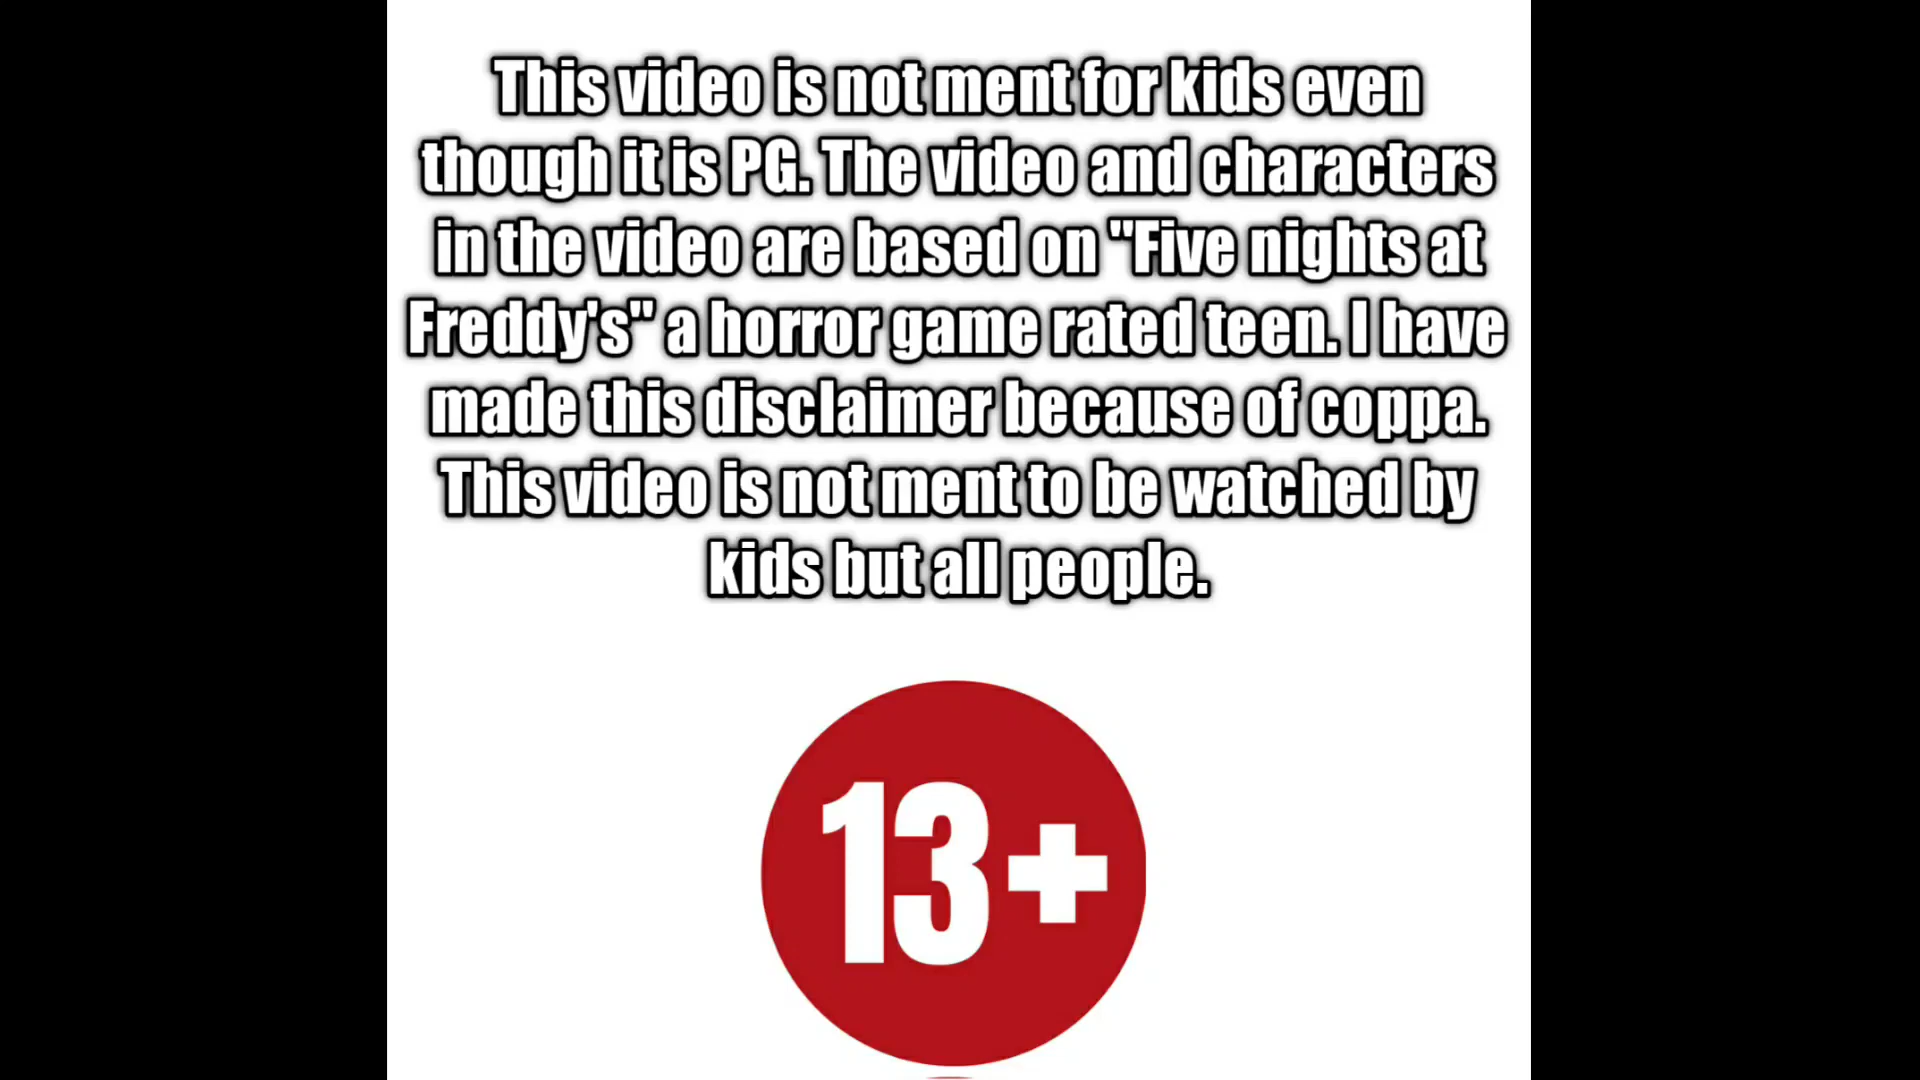 This video is not ment for kids even
though it is PG. The video and characters
in the video are based on "Five nights at
Freddy's" a horror game rated teen. I have
made this disclaimer because of coppa.
This video is not ment to be watched by
kids but all people.
13+